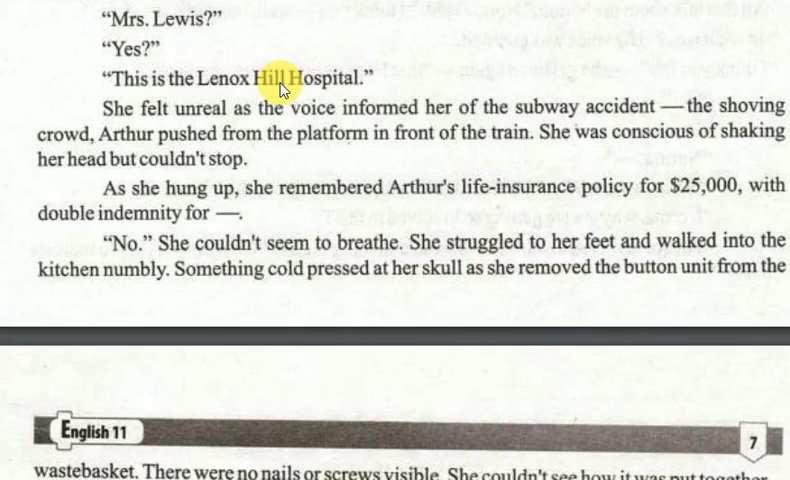 “Mrs. Lewis?”
“Yes?”
“This is the Lenox Hill Hospital.”
She felt unreal as the voice informed her of the subway accident — the shoving
crowd, Arthur pushed from the platform in front of the train. She was conscious of shaking
her head but couldn't stop.
As she hung up, she remembered Arthur's life-insurance policy for $25,000, with
double indemnity for —.
“No.” She couldn't seem to breathe. She struggled to her feet and walked into the
kitchen numbly. Something cold pressed at her skull as she removed the button unit from the
English 11
7
wastebasket. There were no nails or screws visible. She couldn't see how it was put together.